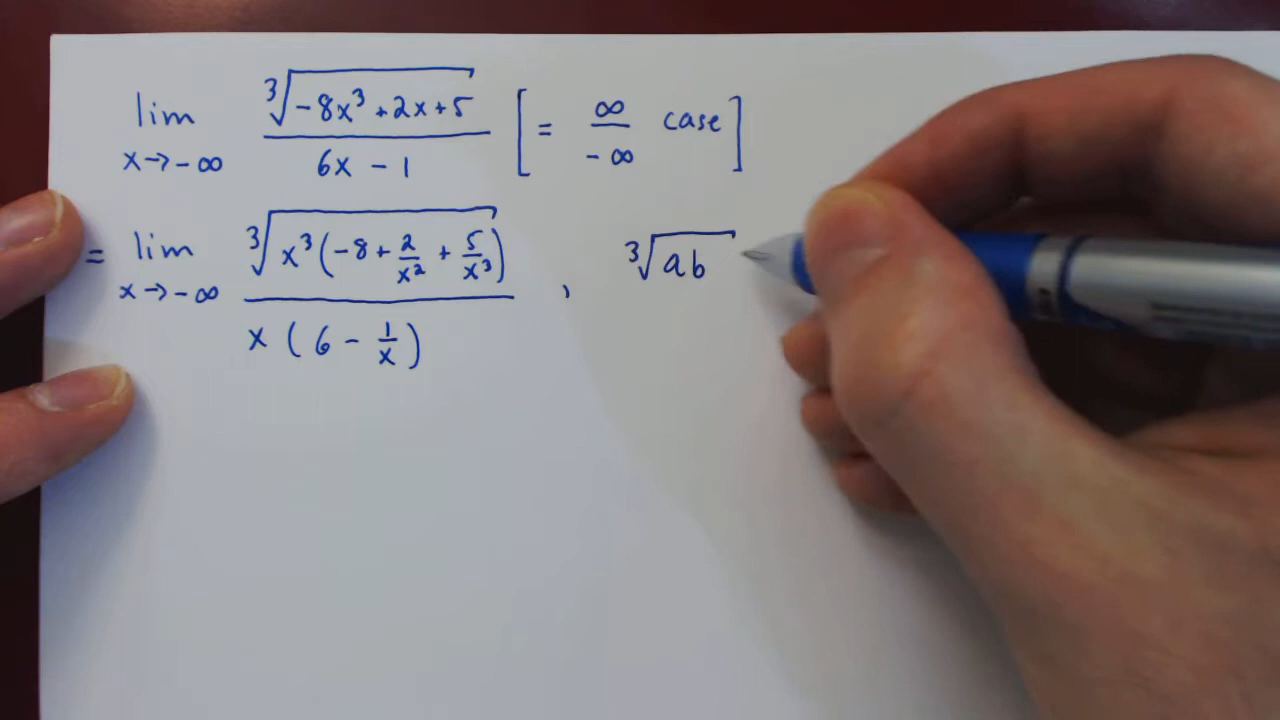 lim x→-∞ ∛(-8x³+2x+5) / (6x - 1) [= ∞/-∞ case]
= lim x→-∞ ∛(x³(-8+2/x²+5/x³)) / (x(6-1/x)) , ∛(ab)